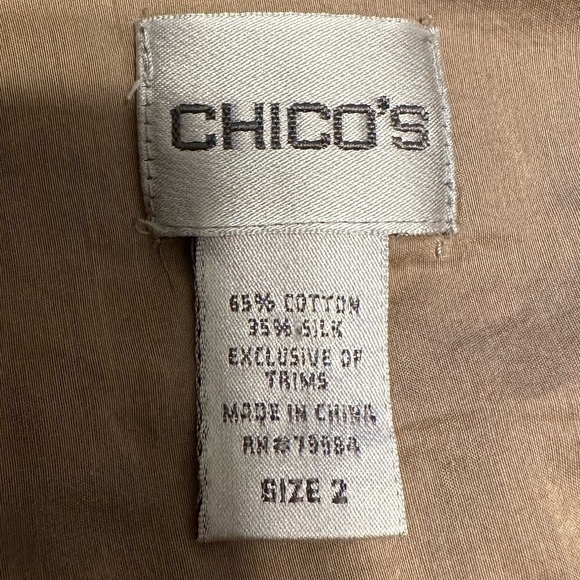 CHICO'S
65% COTTON
35% SILK
EXCLUSIVE OF
TRIMS
MADE IN CHINA
RN#79984
SIZE 2